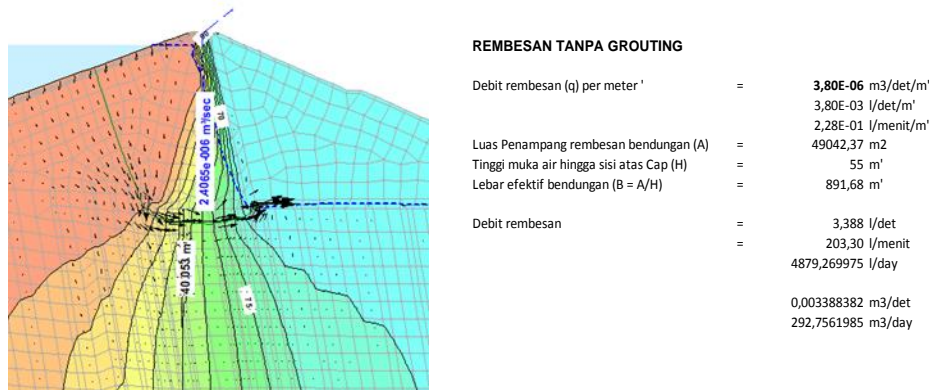 70
2.4065e-006 m³/sec
40.053 m
75
REMBESAN TANPA GROUTING
Debit rembesan (q) per meter ' = 3,80E-06 m3/det/m'
3,80E-03 l/det/m'
2,28E-01 l/menit/m'
Luas Penampang rembesan bendungan (A) = 49042,37 m2
Tinggi muka air hingga sisi atas Cap (H) = 55 m'
Lebar efektif bendungan (B = A/H) = 891,68 m'
Debit rembesan = 3,388 l/det
= 203,30 l/menit
4879,269975 l/day
0,003388382 m3/det
292,7561985 m3/day